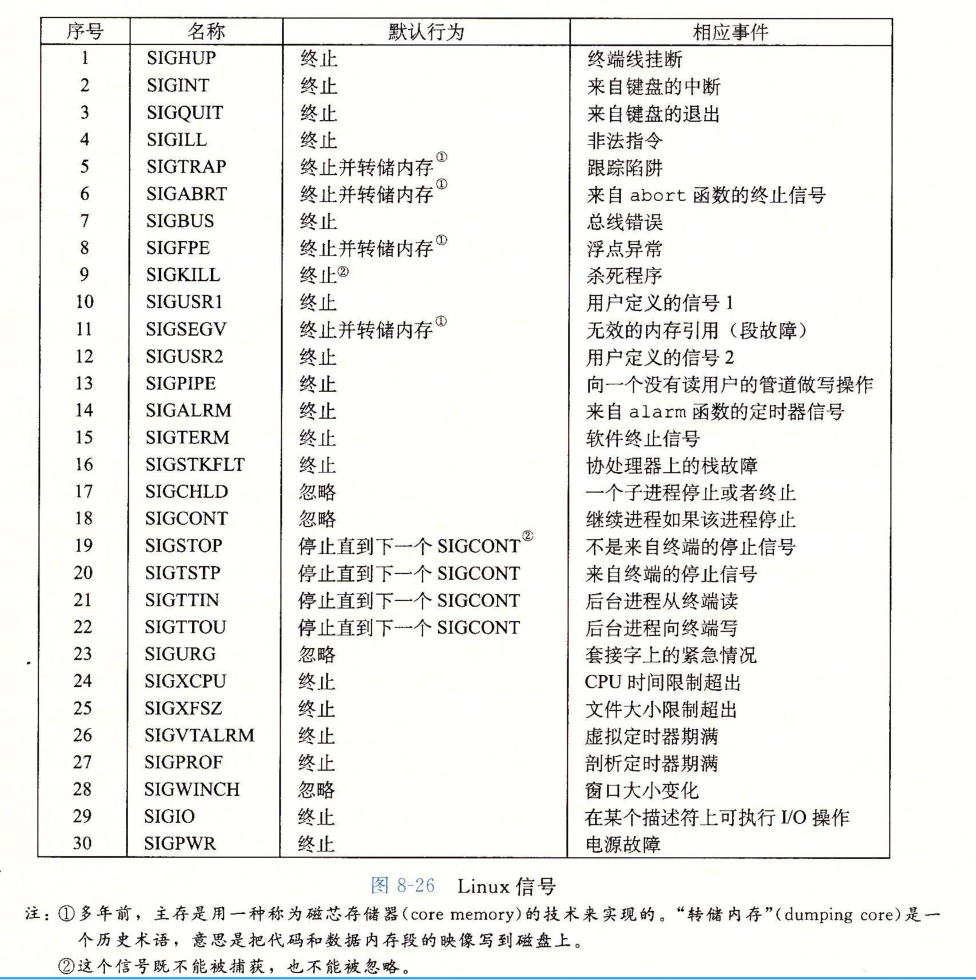 序号 名称 默认行为 相应事件
1 SIGHUP 终止 终端线挂断
2 SIGINT 终止 来自键盘的中断
3 SIGQUIT 终止 来自键盘的退出
4 SIGILL 终止 非法指令
5 SIGTRAP 终止并转储内存① 跟踪陷阱
6 SIGABRT 终止并转储内存① 来自 abort 函数的终止信号
7 SIGBUS 终止 总线错误
8 SIGFPE 终止并转储内存① 浮点异常
9 SIGKILL 终止② 杀死程序
10 SIGUSR1 终止 用户定义的信号 1
11 SIGSEGV 终止并转储内存① 无效的内存引用（段故障）
12 SIGUSR2 终止 用户定义的信号 2
13 SIGPIPE 终止 向一个没有读用户的管道做写操作
14 SIGALRM 终止 来自 alarm 函数的定时器信号
15 SIGTERM 终止 软件终止信号
16 SIGSTKFLT 终止 协处理器上的栈故障
17 SIGCHLD 忽略 一个子进程停止或者终止
18 SIGCONT 忽略 继续进程如果该进程停止
19 SIGSTOP 停止直到下一个 SIGCONT② 不是来自终端的停止信号
20 SIGTSTP 停止直到下一个 SIGCONT 来自终端的停止信号
21 SIGTTIN 停止直到下一个 SIGCONT 后台进程从终端读
22 SIGTTOU 停止直到下一个 SIGCONT 后台进程向终端写
23 SIGURG 忽略 套接字上的紧急情况
24 SIGXCPU 终止 CPU 时间限制超出
25 SIGXFSZ 终止 文件大小限制超出
26 SIGVTALRM 终止 虚拟定时器期满
27 SIGPROF 终止 剖析定时器期满
28 SIGWINCH 忽略 窗口大小变化
29 SIGIO 终止 在某个描述符上可执行 I/O 操作
30 SIGPWR 终止 电源故障
图 8-26 Linux 信号
注：①多年前，主存是用一种称为磁芯存储器(core memory)的技术来实现的。“转储内存”(dumping core)是一
个历史术语，意思是把代码和数据内存段的映像写到磁盘上。
②这个信号既不能被捕获，也不能被忽略。